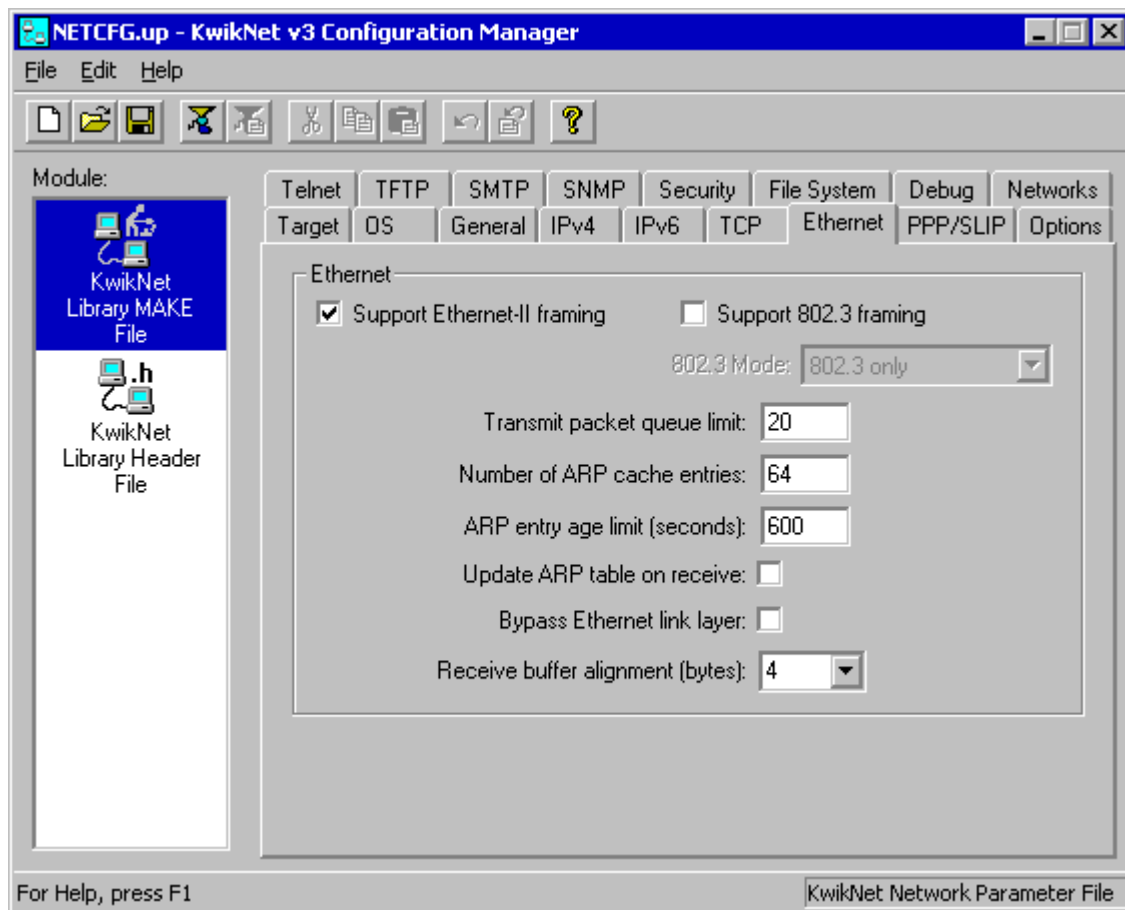 NETCFG.up - KwikNet v3 Configuration Manager
File Edit Help
Module:
KwikNet
Library MAKE
File
.h
KwikNet
Library Header
File
Telnet TFTP SMTP SNMP Security File System Debug Networks
Target OS General IPv4 IPv6 TCP Ethernet PPP/SLIP Options
Ethernet
Support Ethernet-II framing Support 802.3 framing
802.3 Mode: 802.3 only
Transmit packet queue limit: 20
Number of ARP cache entries: 64
ARP entry age limit (seconds): 600
Update ARP table on receive:
Bypass Ethernet link layer:
Receive buffer alignment (bytes): 4
For Help, press F1 KwikNet Network Parameter File